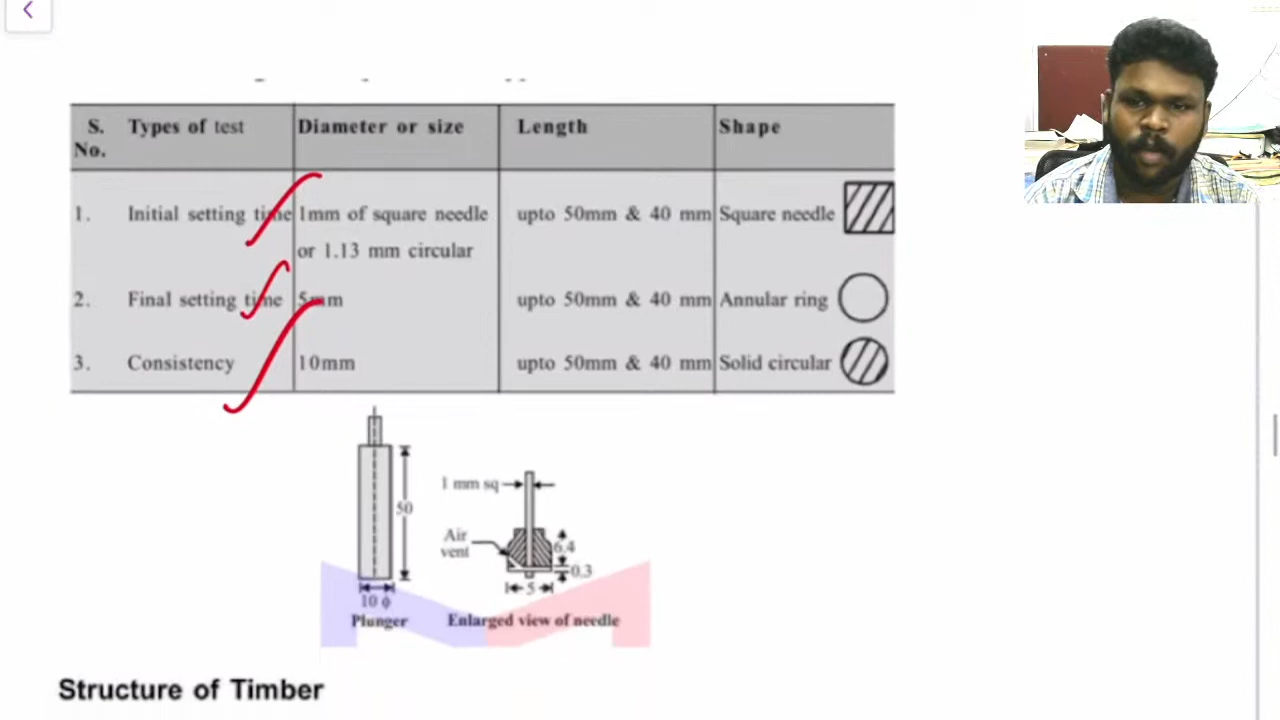 S. No. Types of test Diameter or size Length Shape
1. Initial setting time 1mm of square needle or 1.13 mm circular upto 50mm & 40 mm Square needle
2. Final setting time 5mm upto 50mm & 40 mm Annular ring
3. Consistency 10mm upto 50mm & 40 mm Solid circular
50
10 ϕ
Plunger
1 mm sq
Air
vent
6.4
0.3
5
Enlarged view of needle
Structure of Timber